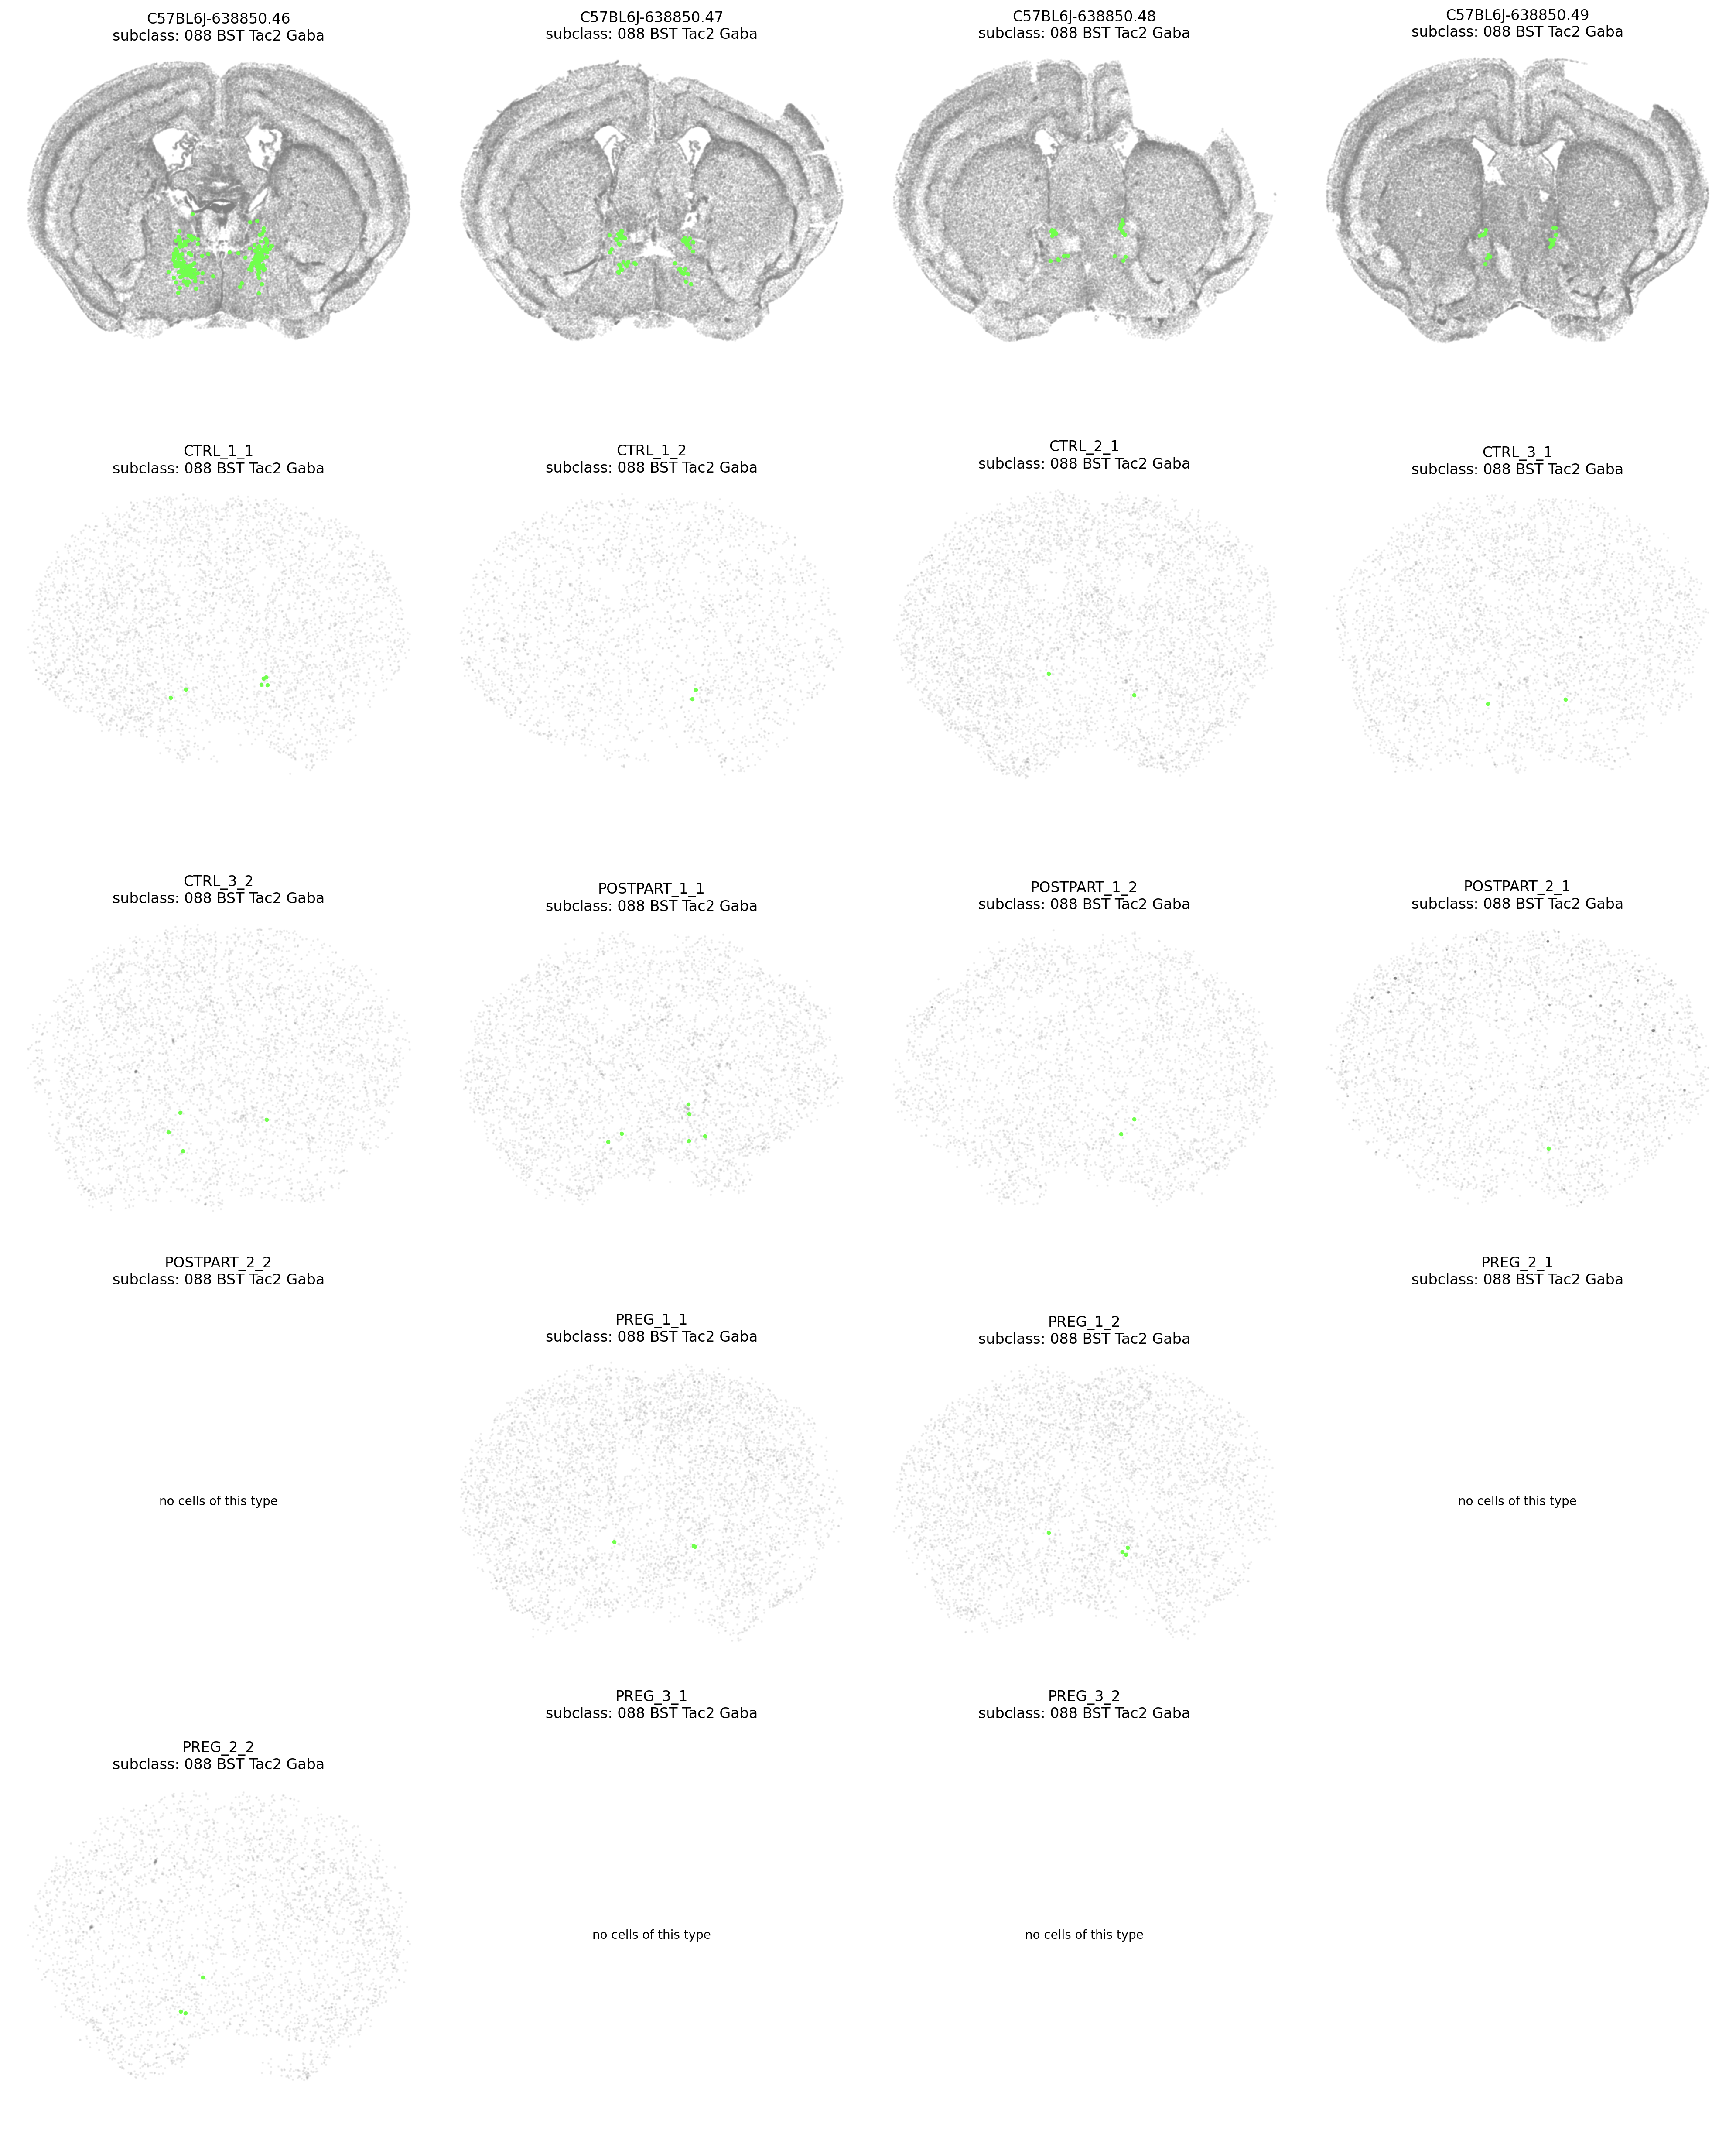 C57BL6J-638850.46
subclass: 088 BST Tac2 Gaba
C57BL6J-638850.47
subclass: 088 BST Tac2 Gaba
C57BL6J-638850.48
subclass: 088 BST Tac2 Gaba
C57BL6J-638850.49
subclass: 088 BST Tac2 Gaba
CTRL_1_1
subclass: 088 BST Tac2 Gaba
CTRL_1_2
subclass: 088 BST Tac2 Gaba
CTRL_2_1
subclass: 088 BST Tac2 Gaba
CTRL_3_1
subclass: 088 BST Tac2 Gaba
CTRL_3_2
subclass: 088 BST Tac2 Gaba
POSTPART_1_1
subclass: 088 BST Tac2 Gaba
POSTPART_1_2
subclass: 088 BST Tac2 Gaba
POSTPART_2_1
subclass: 088 BST Tac2 Gaba
POSTPART_2_2
subclass: 088 BST Tac2 Gaba
no cells of this type
PREG_1_1
subclass: 088 BST Tac2 Gaba
PREG_1_2
subclass: 088 BST Tac2 Gaba
PREG_2_1
subclass: 088 BST Tac2 Gaba
no cells of this type
PREG_2_2
subclass: 088 BST Tac2 Gaba
PREG_3_1
subclass: 088 BST Tac2 Gaba
no cells of this type
PREG_3_2
subclass: 088 BST Tac2 Gaba
no cells of this type